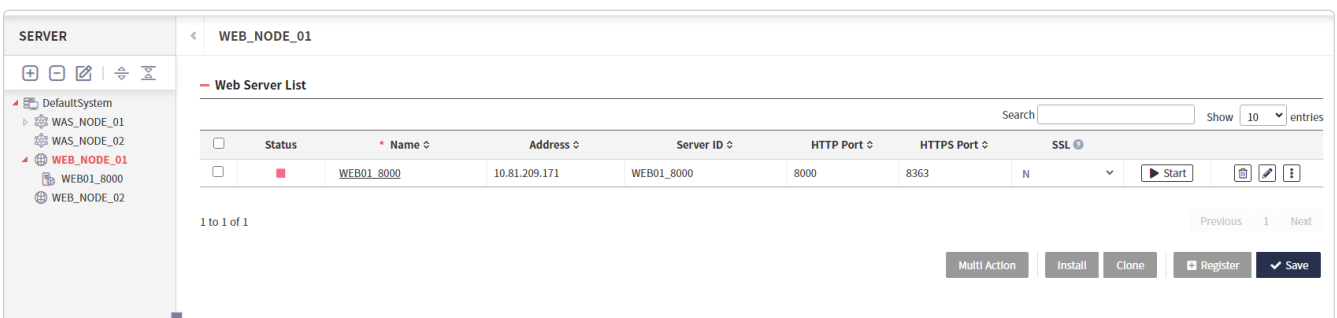 SERVER
WEB_NODE_01
DefaultSystem
WAS_NODE_01
WAS_NODE_02
WEB_NODE_01
WEB01_8000
WEB_NODE_02
Web Server List
Search Show 10 entries
Status * Name Address Server ID HTTP Port HTTPS Port SSL ?
WEB01_8000 10.81.209.171 WEB01_8000 8000 8363 N Start
1 to 1 of 1
Previous 1 Next
Multi Action Install Clone Register Save